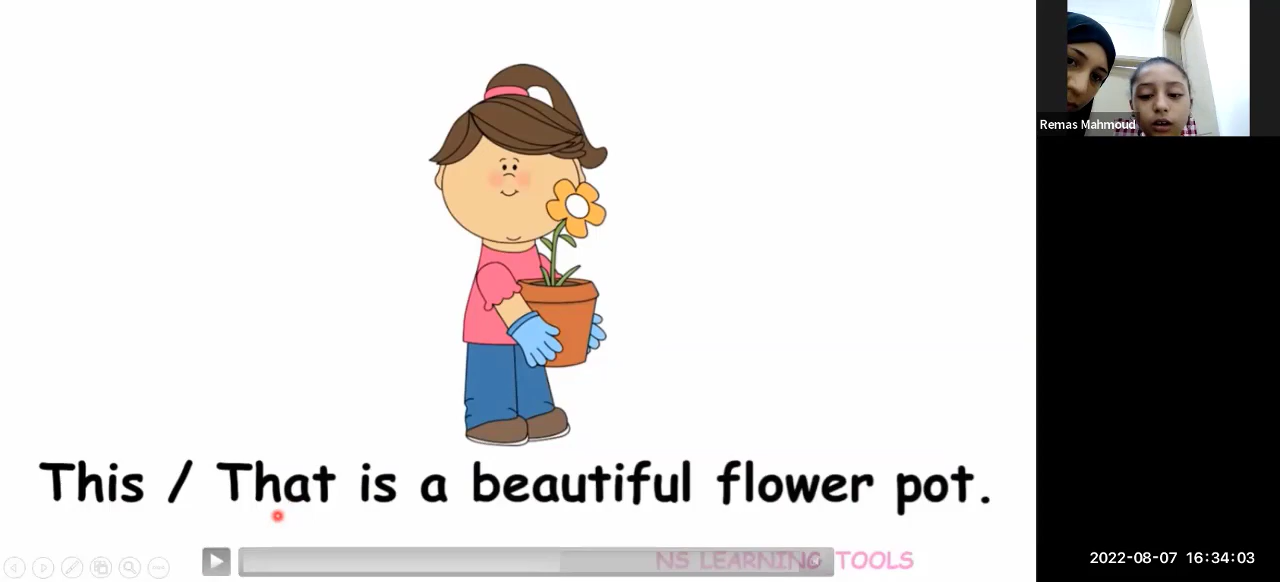 Remas Mahmoud
This / That is a beautiful flower pot.
NS LEARNING TOOLS
2022-08-07 16:34:03